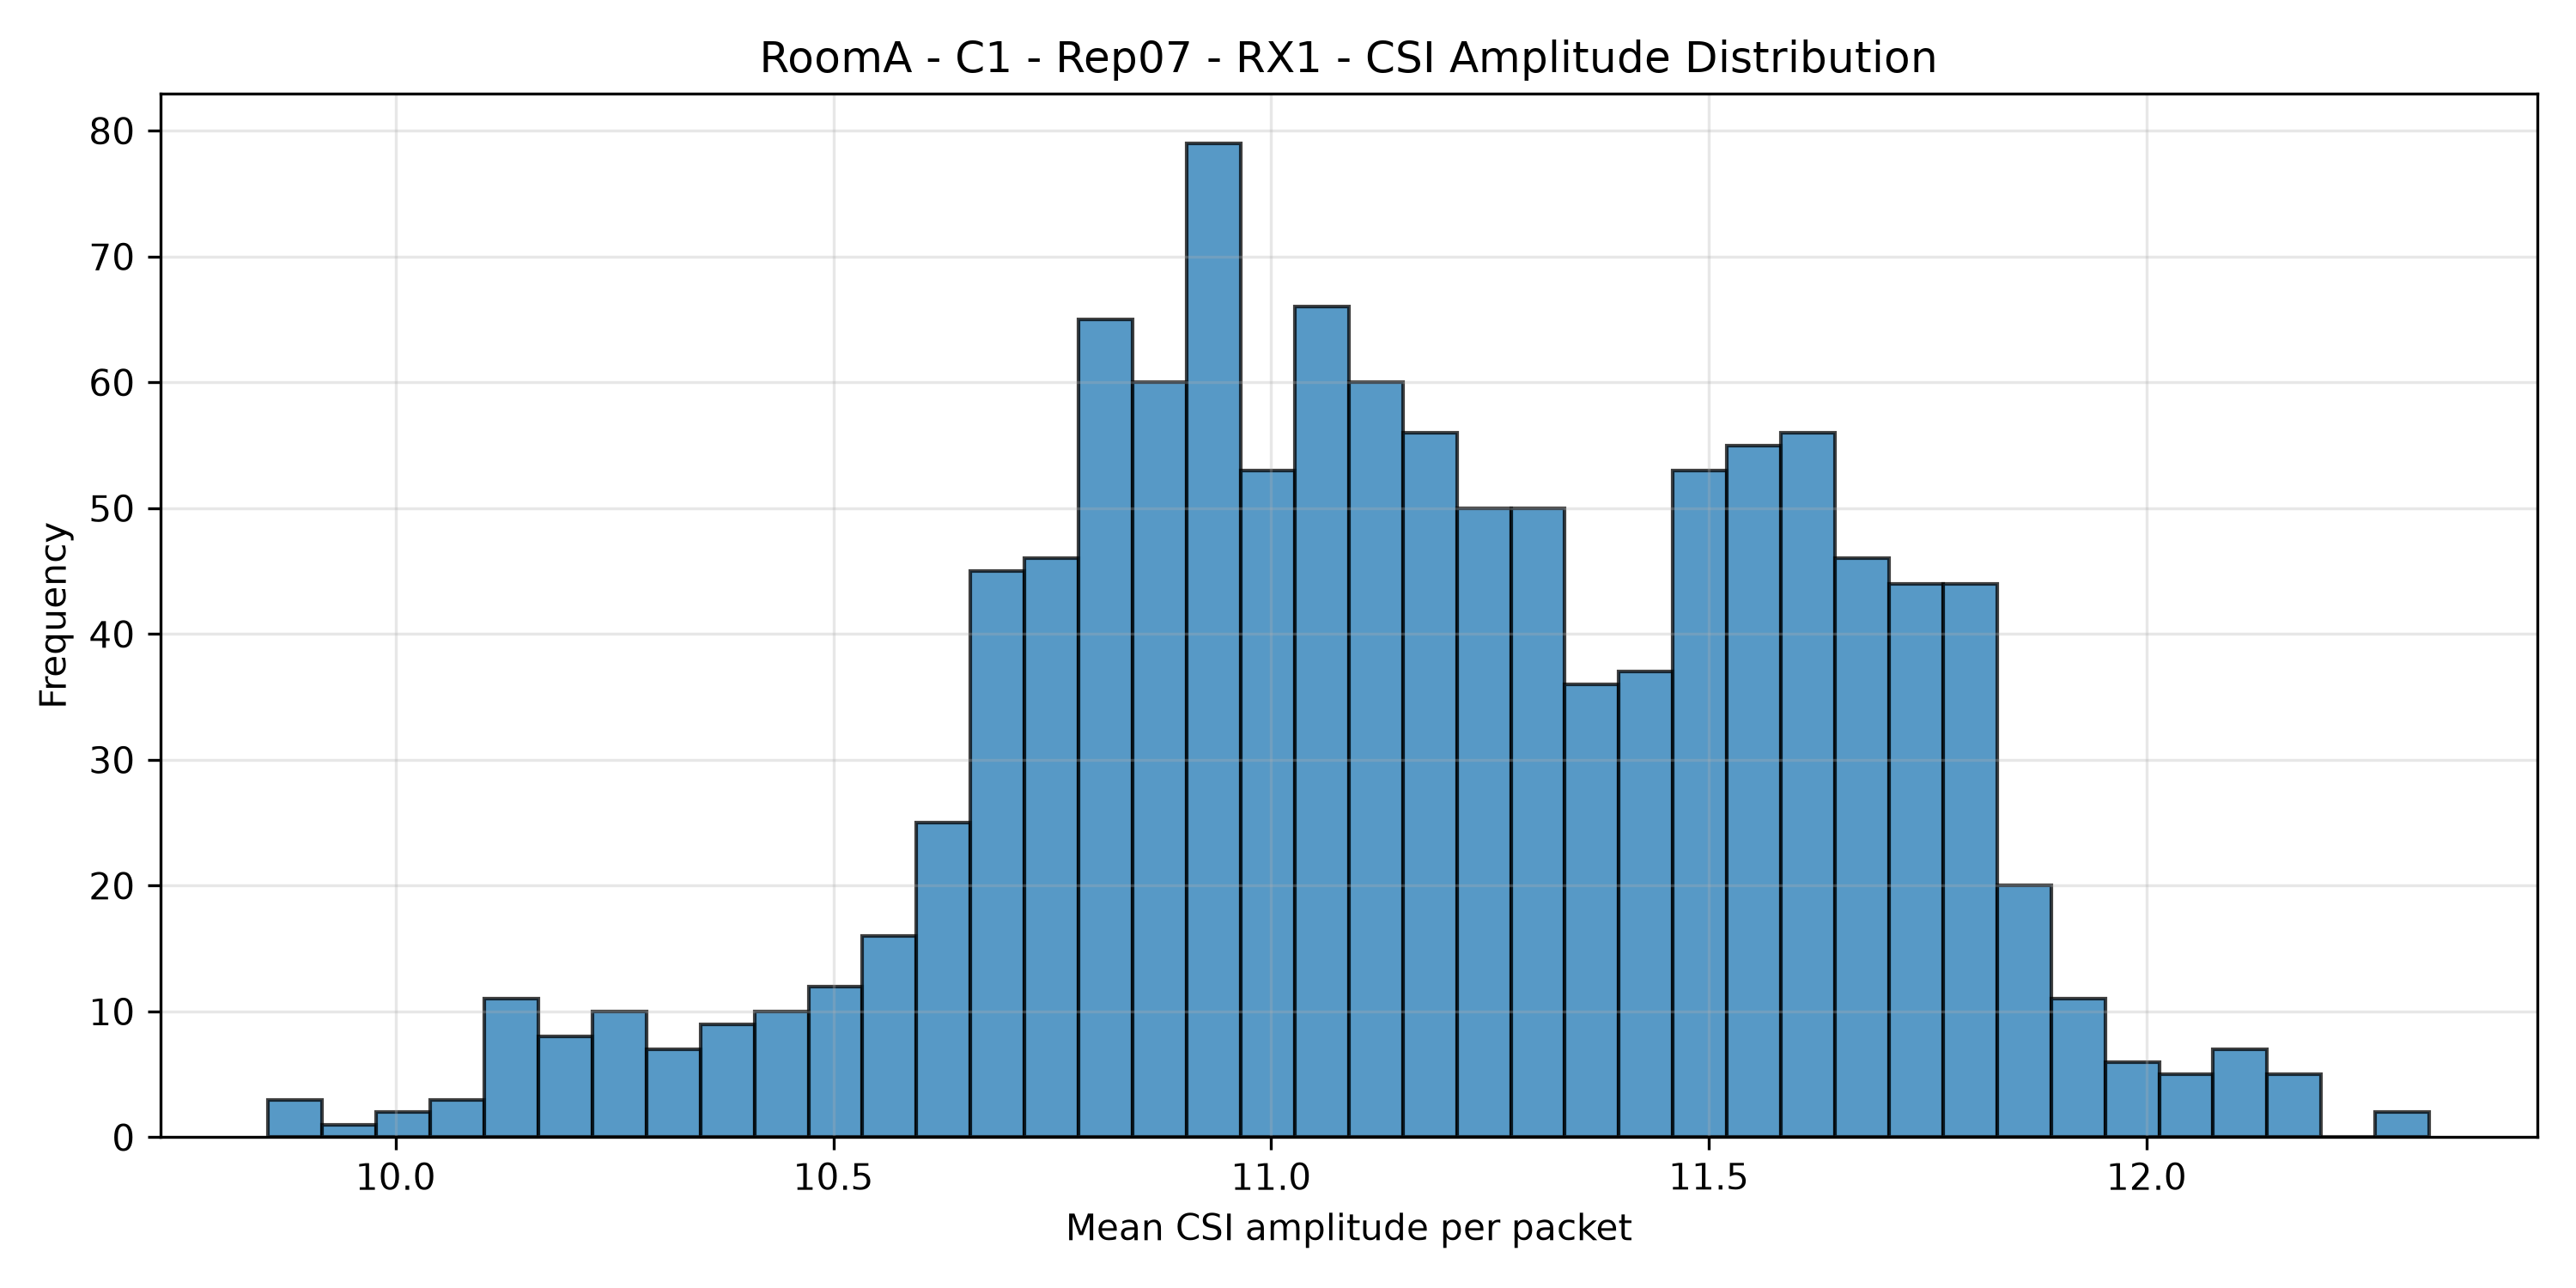 RoomA - C1 - Rep07 - RX1 - CSI Amplitude Distribution
80
70
60
50
40
30
20
10
0
Frequency
10.0 10.5 11.0 11.5 12.0
Mean CSI amplitude per packet